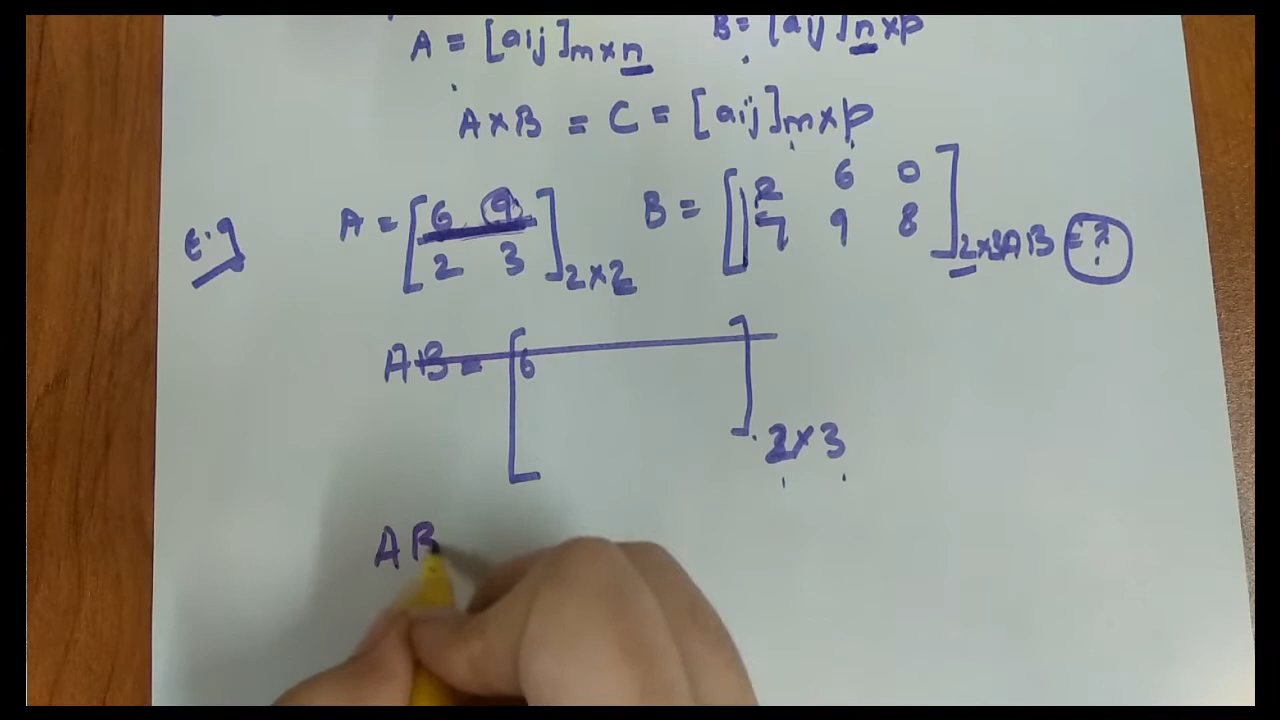 A = [aij]m×n B = [aij]n×p
A×B = C = [aij]m×p
E.g A = [6 9 B = [2 6 0
2 3]2×2 7 9 8]2×3 AB = ?
AB = [6 ]2×3
AB